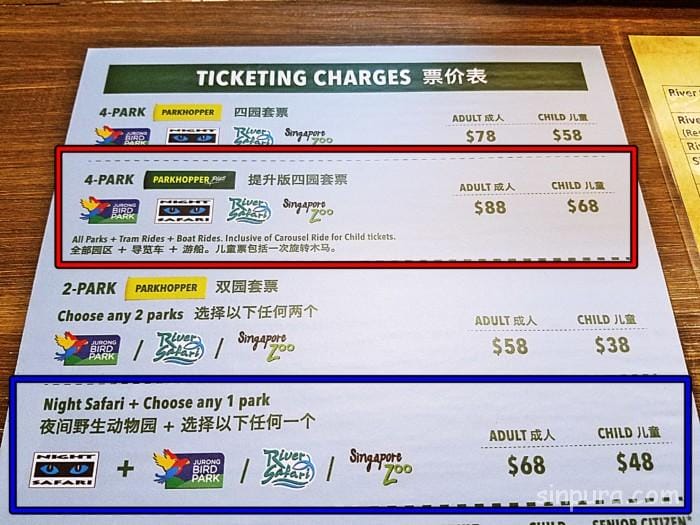 TICKETING CHARGES 票价表
4-PARK PARKHOPPER 四园套票
ADULT 成人 CHILD 儿童
JURONG BIRD PARK NIGHT SAFARI River Safari Singapore Zoo
$78 $58
4-PARK PARKHOPPER Plus 提升版四园套票
ADULT 成人 CHILD 儿童
JURONG BIRD PARK NIGHT SAFARI River Safari Singapore Zoo
$88 $68
All Parks + Tram Rides + Boat Rides. Inclusive of Carousel Ride for Child tickets.
全部园区 + 导览车 + 游船。儿童票包括一次旋转木马。
2-PARK PARKHOPPER 双园套票
Choose any 2 parks 选择以下任何两个
ADULT 成人 CHILD 儿童
JURONG BIRD PARK / River Safari / Singapore Zoo
$58 $38
Night Safari + Choose any 1 park
夜间野生动物园 + 选择以下任何一个
ADULT 成人 CHILD 儿童
NIGHT SAFARI + JURONG BIRD PARK / River Safari / Singapore Zoo
$68 $48
SENIOR CITIZEN*
River
River
sinpura.com